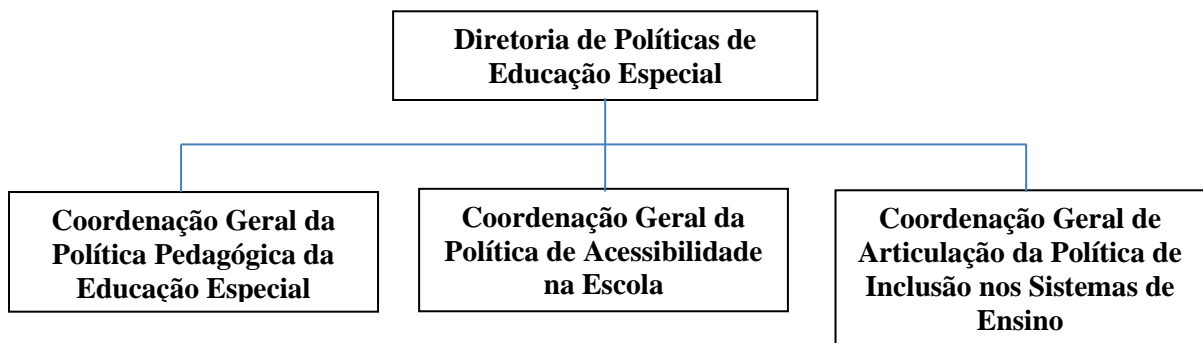 Diretoria de Políticas de
Educação Especial
Coordenação Geral da
Política Pedagógica da
Educação Especial
Coordenação Geral da
Política de Acessibilidade
na Escola
Coordenação Geral de
Articulação da Política de
Inclusão nos Sistemas de
Ensino